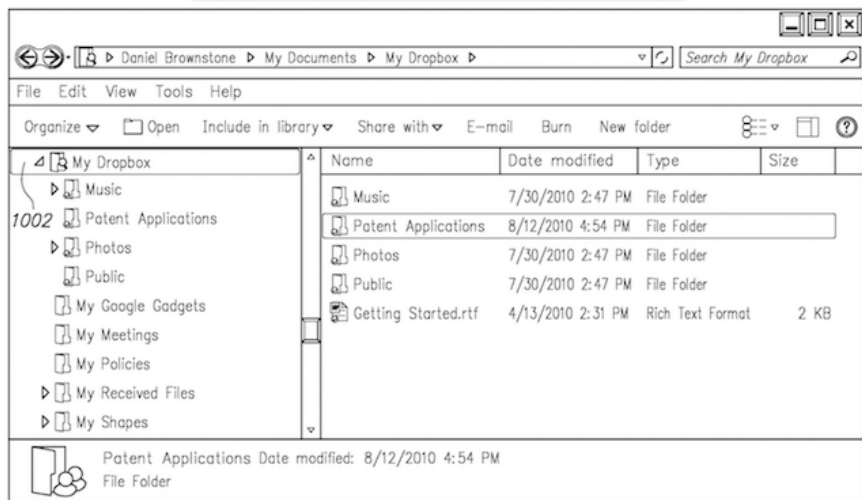 Daniel Brownstone My Documents My Dropbox Search My Dropbox
File Edit View Tools Help
Organize Open Include in library Share with E-mail Burn New folder
My Dropbox
Music
1002 Patent Applications
Photos
Public
My Google Gadgets
My Meetings
My Policies
My Received Files
My Shapes
Name Date modified Type Size
Music 7/30/2010 2:47 PM File Folder
Patent Applications 8/12/2010 4:54 PM File Folder
Photos 7/30/2010 2:47 PM File Folder
Public 7/30/2010 2:47 PM File Folder
Getting Started.rtf 4/13/2010 2:31 PM Rich Text Format 2 KB
Patent Applications Date modified: 8/12/2010 4:54 PM
File Folder